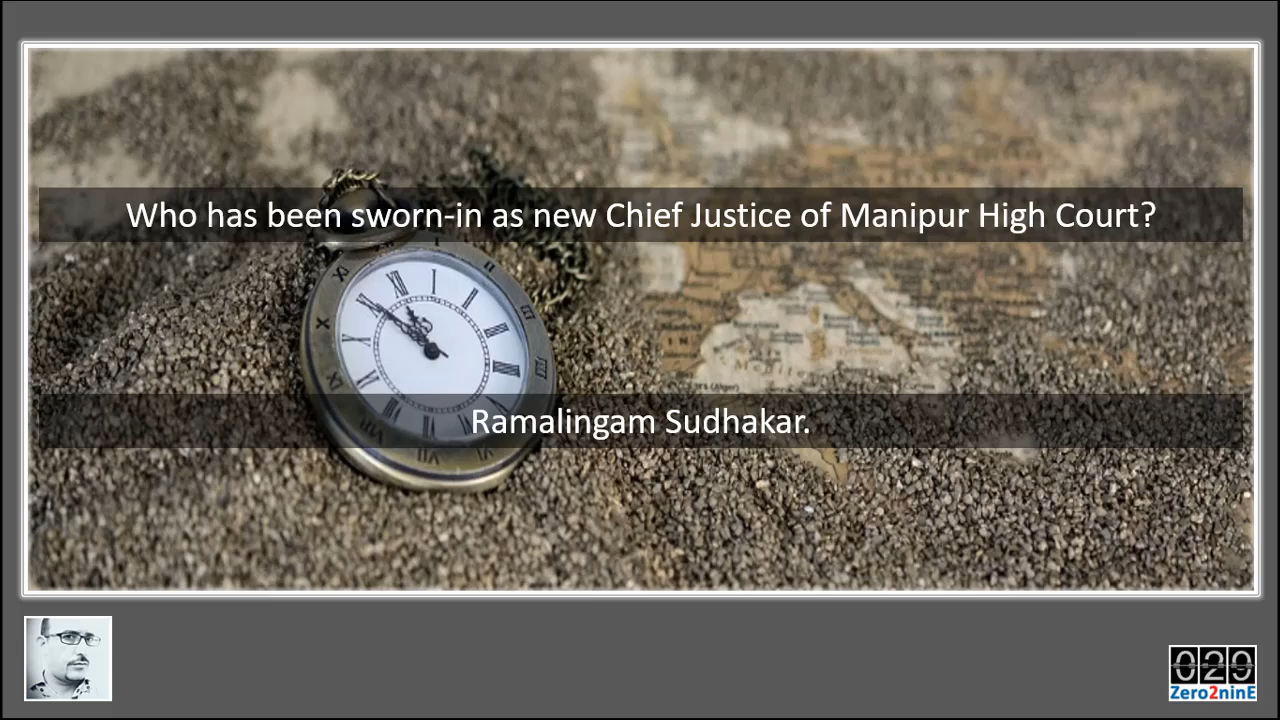 Who has been sworn-in as new Chief Justice of Manipur High Court?
Ramalingam Sudhakar.
029
Zero2ninE